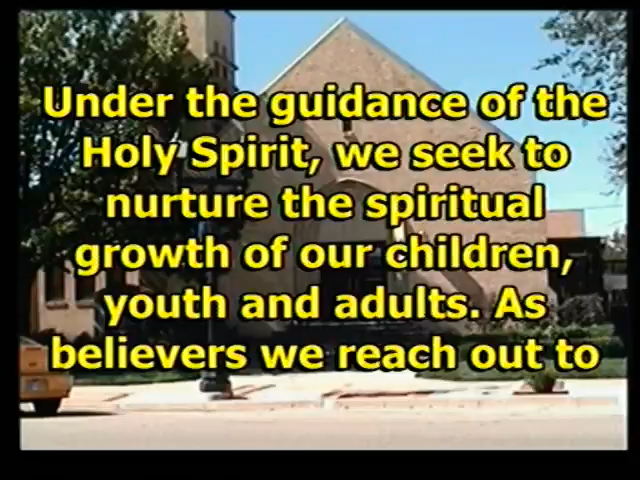 Under the guidance of the
Holy Spirit, we seek to
nurture the spiritual
growth of our children,
youth and adults. As
believers we reach out to